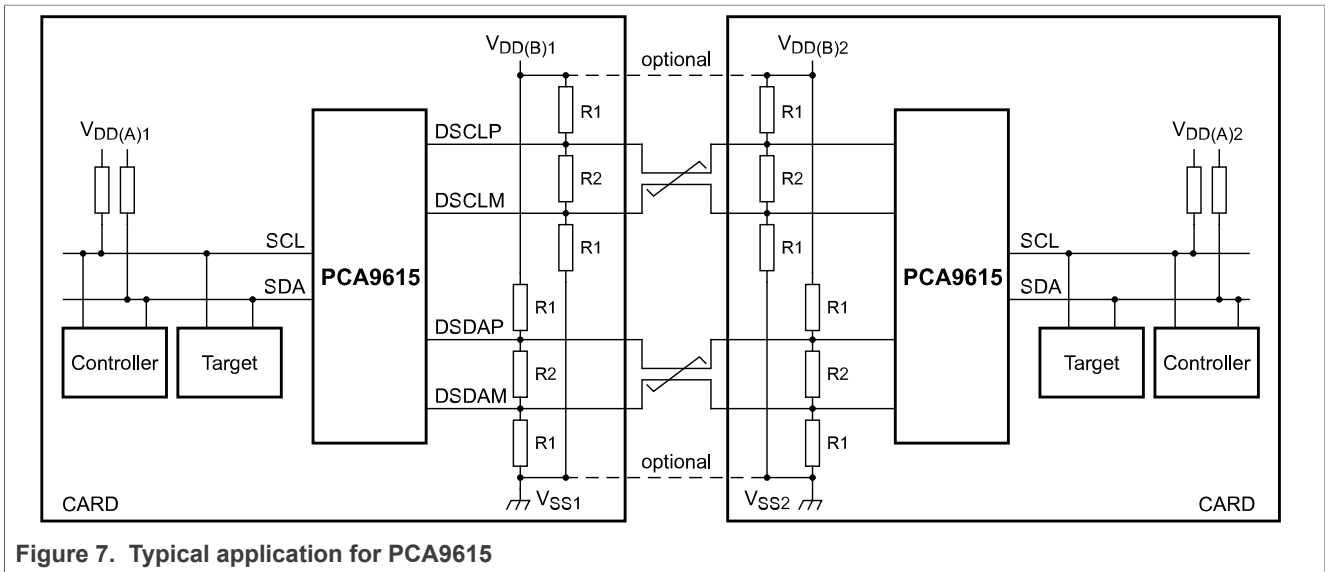 VDD(B)1
optional
VDD(B)2
R1
R1
VDD(A)1
DSCLP
VDD(A)2
R2
R2
DSCLM
SCL
R1
R1
SCL
PCA9615
PCA9615
SDA
SDA
R1
R1
DSDAP
Controller
Target
R2
R2
Target
Controller
DSDAM
R1
R1
optional
CARD
VSS1
VSS2
CARD
Figure 7. Typical application for PCA9615